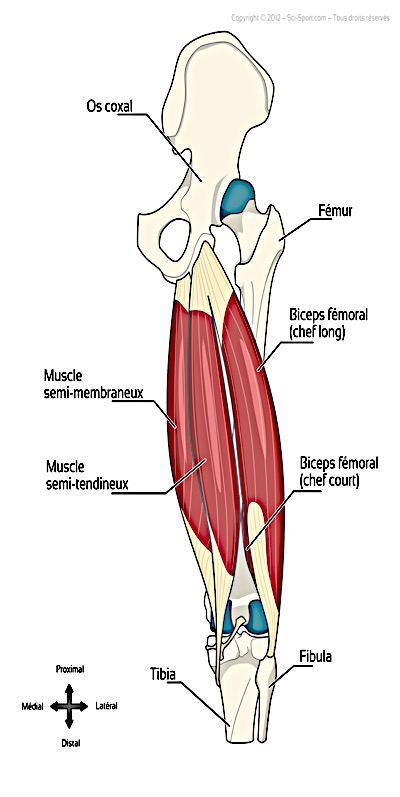 Copyright © 2012 – Sci-Sport.com – Tous droits réservés.
Os coxal
Fémur
Biceps fémoral
(chef long)
Muscle
semi-membraneux
Biceps fémoral
(chef court)
Muscle
semi-tendineux
Fibula
Tibia
Proximal
Médial
Latéral
Distal